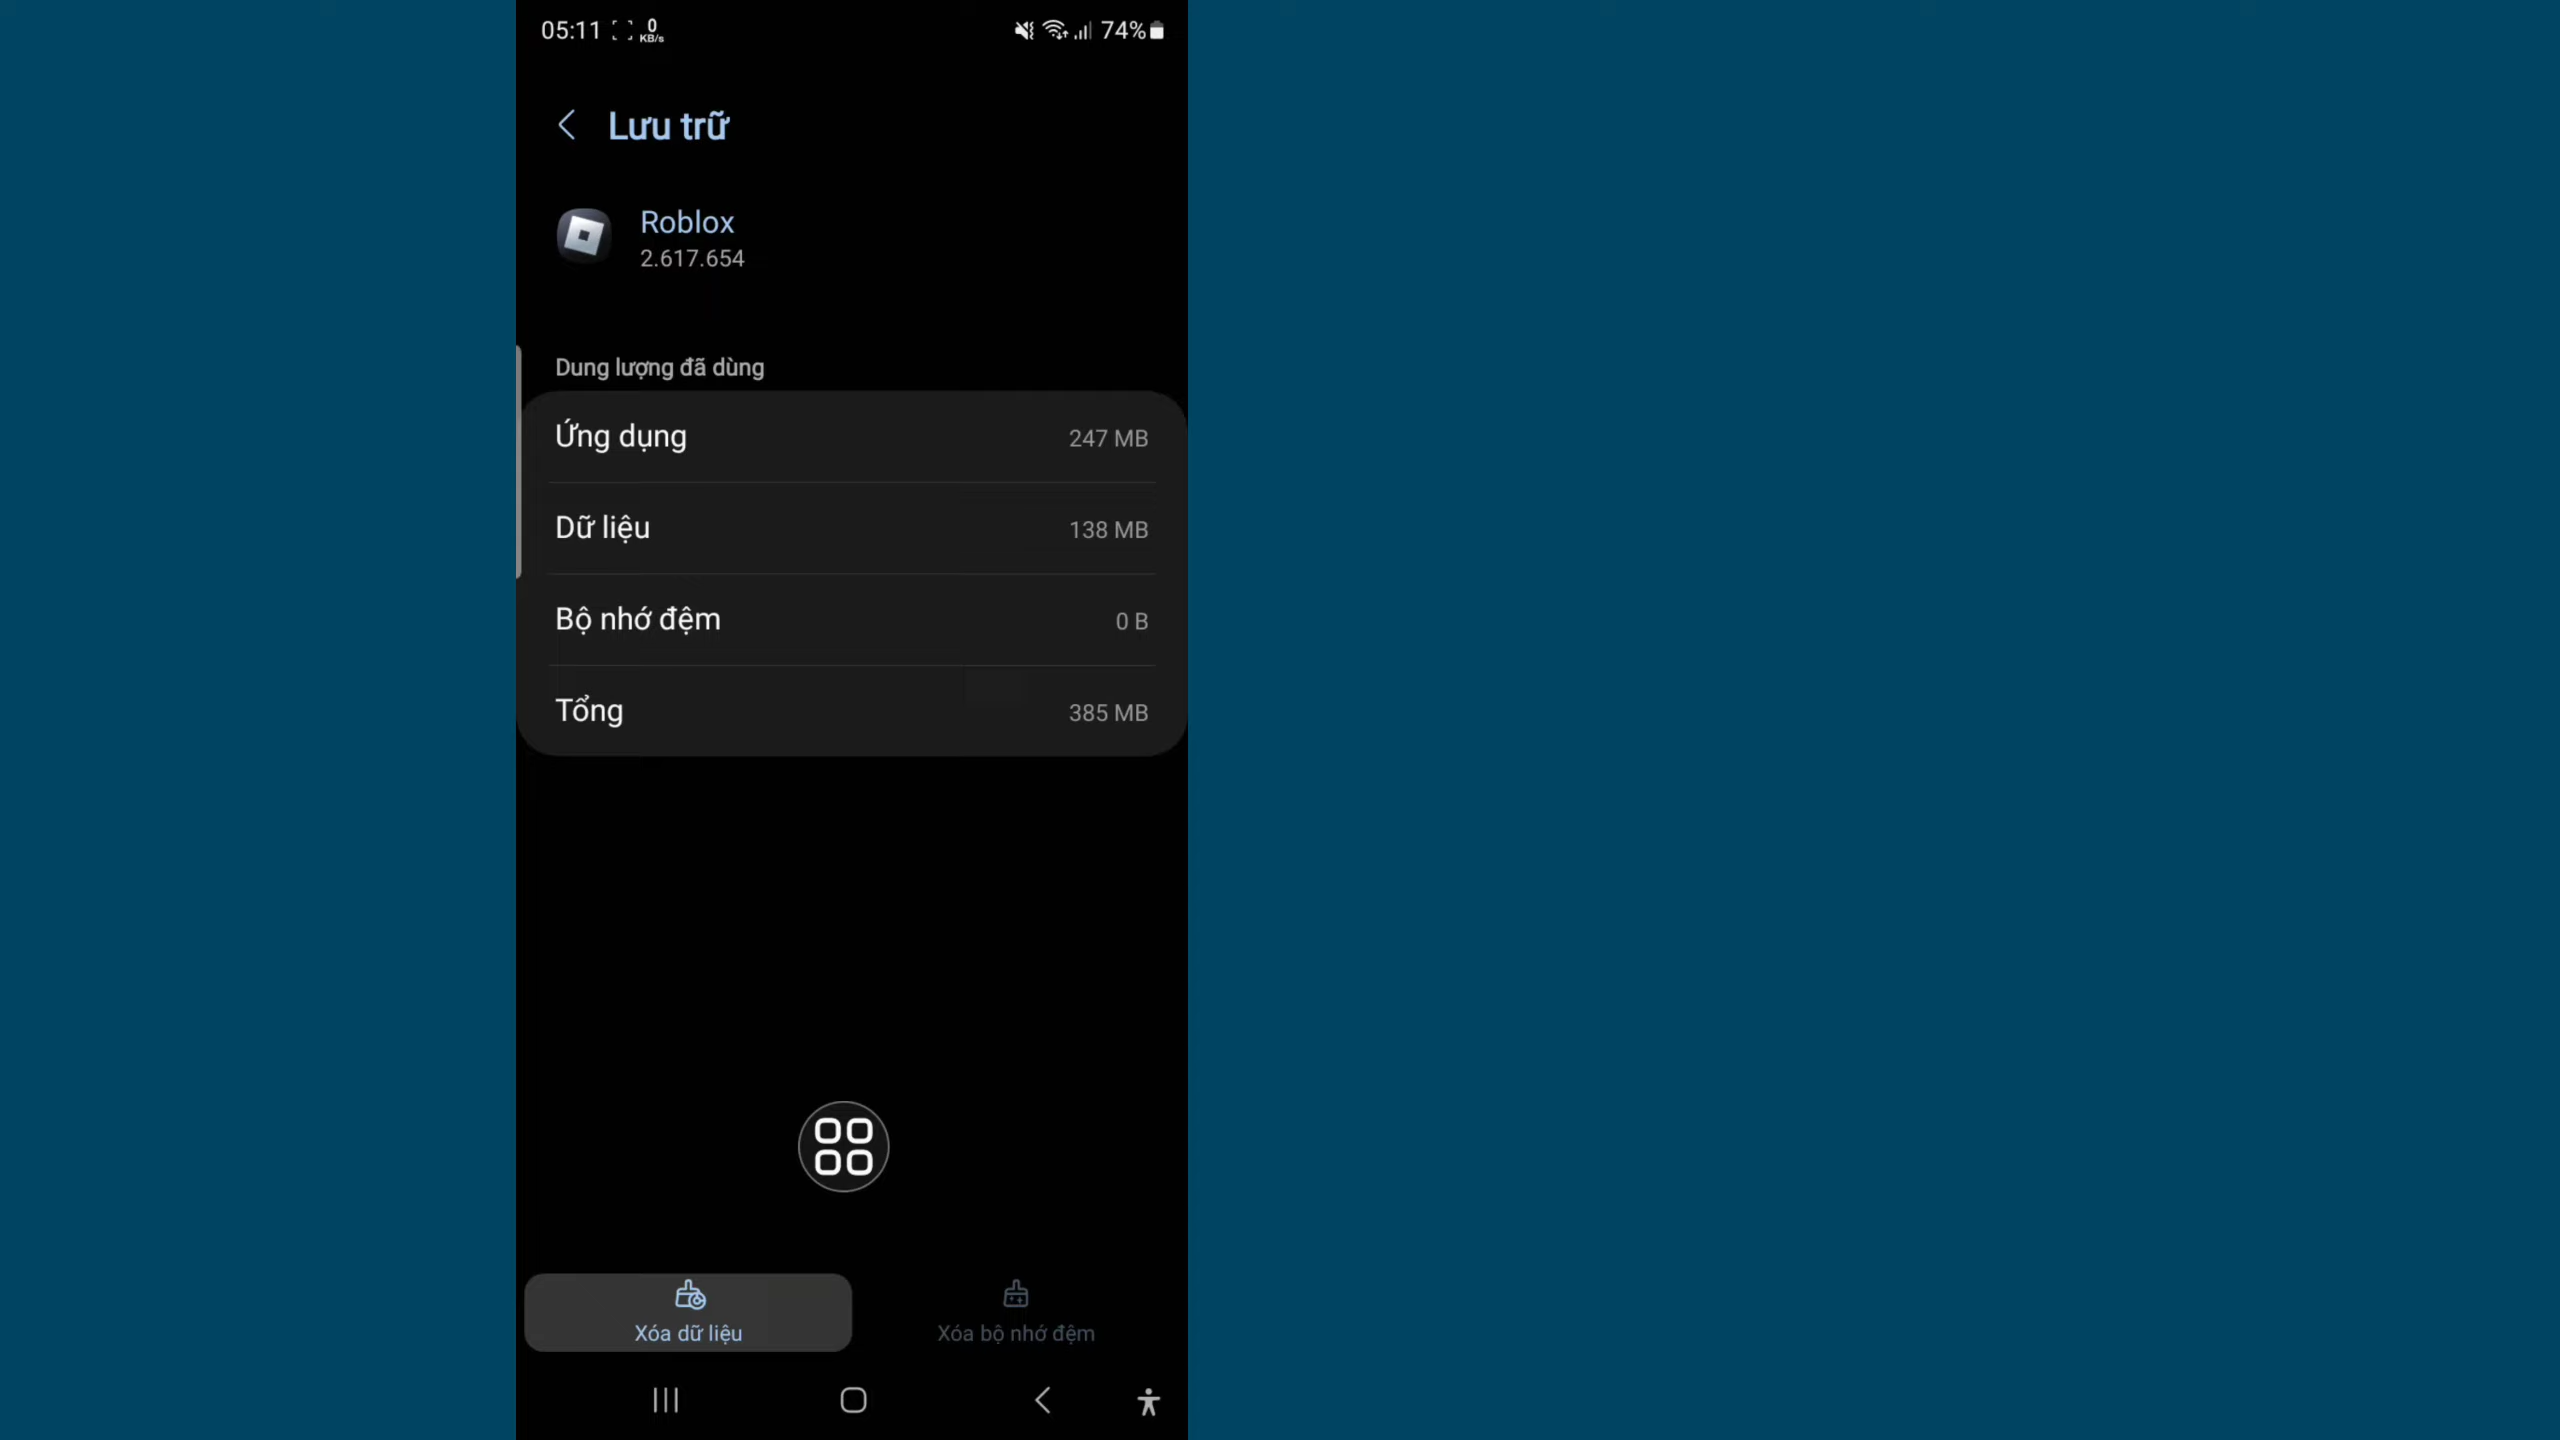 05:11 0 KB/s 74%
Lưu trữ
Roblox
2.617.654
Dung lượng đã dùng
Ứng dụng 247 MB
Dữ liệu 138 MB
Bộ nhớ đệm 0 B
Tổng 385 MB
Xóa dữ liệu Xóa bộ nhớ đệm